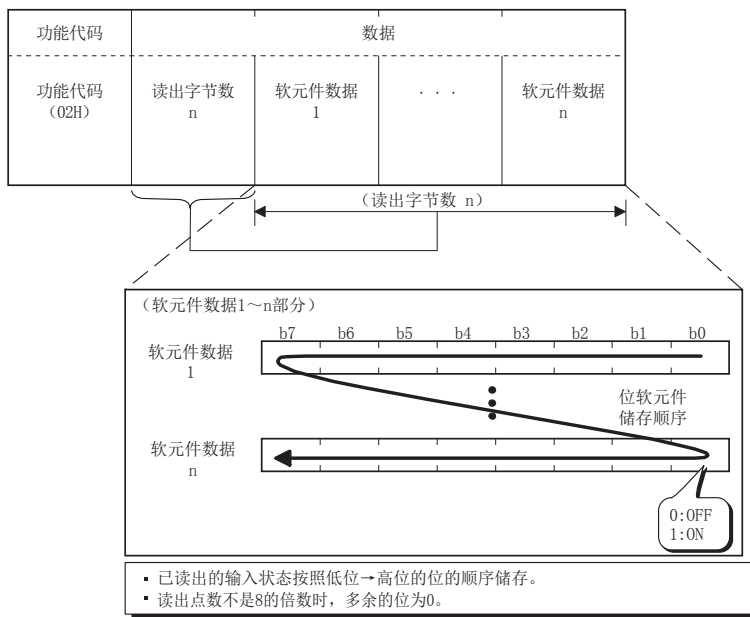 功能代码 数据
功能代码 读出字节数 软元件数据 · · · 软元件数据
(02H) n 1 n
(读出字节数 n)
(软元件数据1～n部分)
b7 b6 b5 b4 b3 b2 b1 b0
软元件数据
1
位软元件
储存顺序
软元件数据
n
0:OFF
1:ON
▪ 已读出的输入状态按照低位→高位的位的顺序储存。
▪ 读出点数不是8的倍数时，多余的位为0。